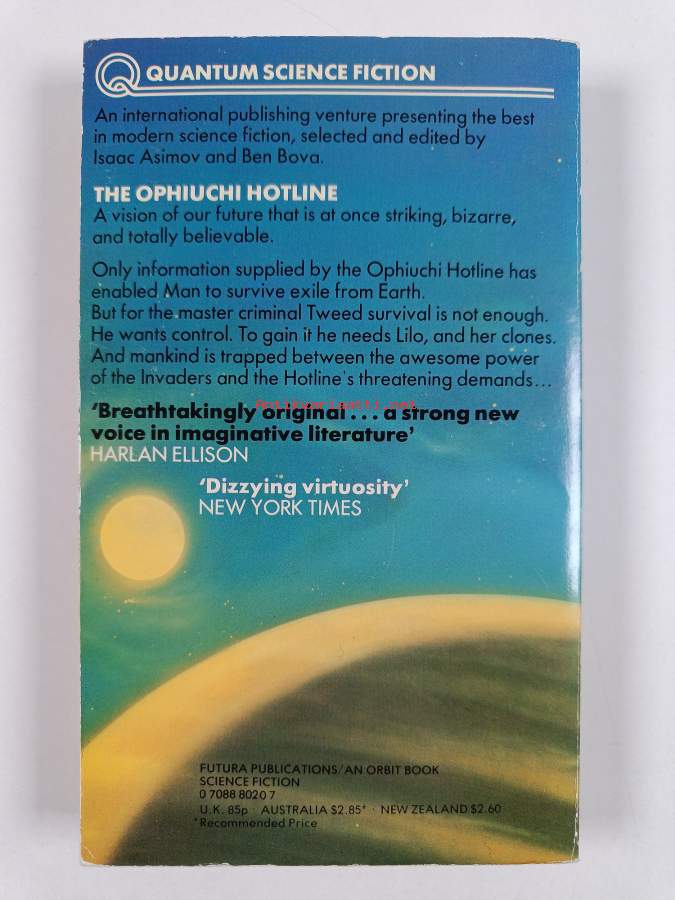 QUANTUM SCIENCE FICTION
An international publishing venture presenting the best
in modern science fiction, selected and edited by
Isaac Asimov and Ben Bova.
THE OPHIUCHI HOTLINE
A vision of our future that is at once striking, bizarre,
and totally believable.
Only information supplied by the Ophiuchi Hotline has
enabled Man to survive exile from Earth.
But for the master criminal Tweed survival is not enough.
He wants control. To gain it he needs Lilo, and her clones.
And mankind is trapped between the awesome power
of the Invaders and the Hotline's threatening demands...
Antikvariaatti.net
'Breathtakingly original... a strong new
voice in imaginative literature'
HARLAN ELLISON
'Dizzying virtuosity'
NEW YORK TIMES
FUTURA PUBLICATIONS/AN ORBIT BOOK
SCIENCE FICTION
0 7088 8020 7
U.K. 85p · AUSTRALIA $2.85* · NEW ZEALAND $2.60
*Recommended Price